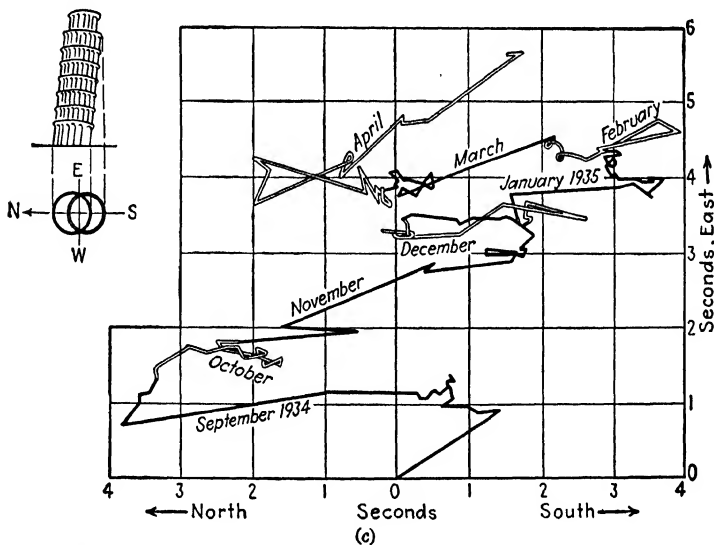 6
5
4
3
2
1
0
Seconds. East
April
March
February
January 1935
December
November
October
September 1934
E
N
S
W
4 3 2 1 0 1 2 3 4
North Seconds South
(c)